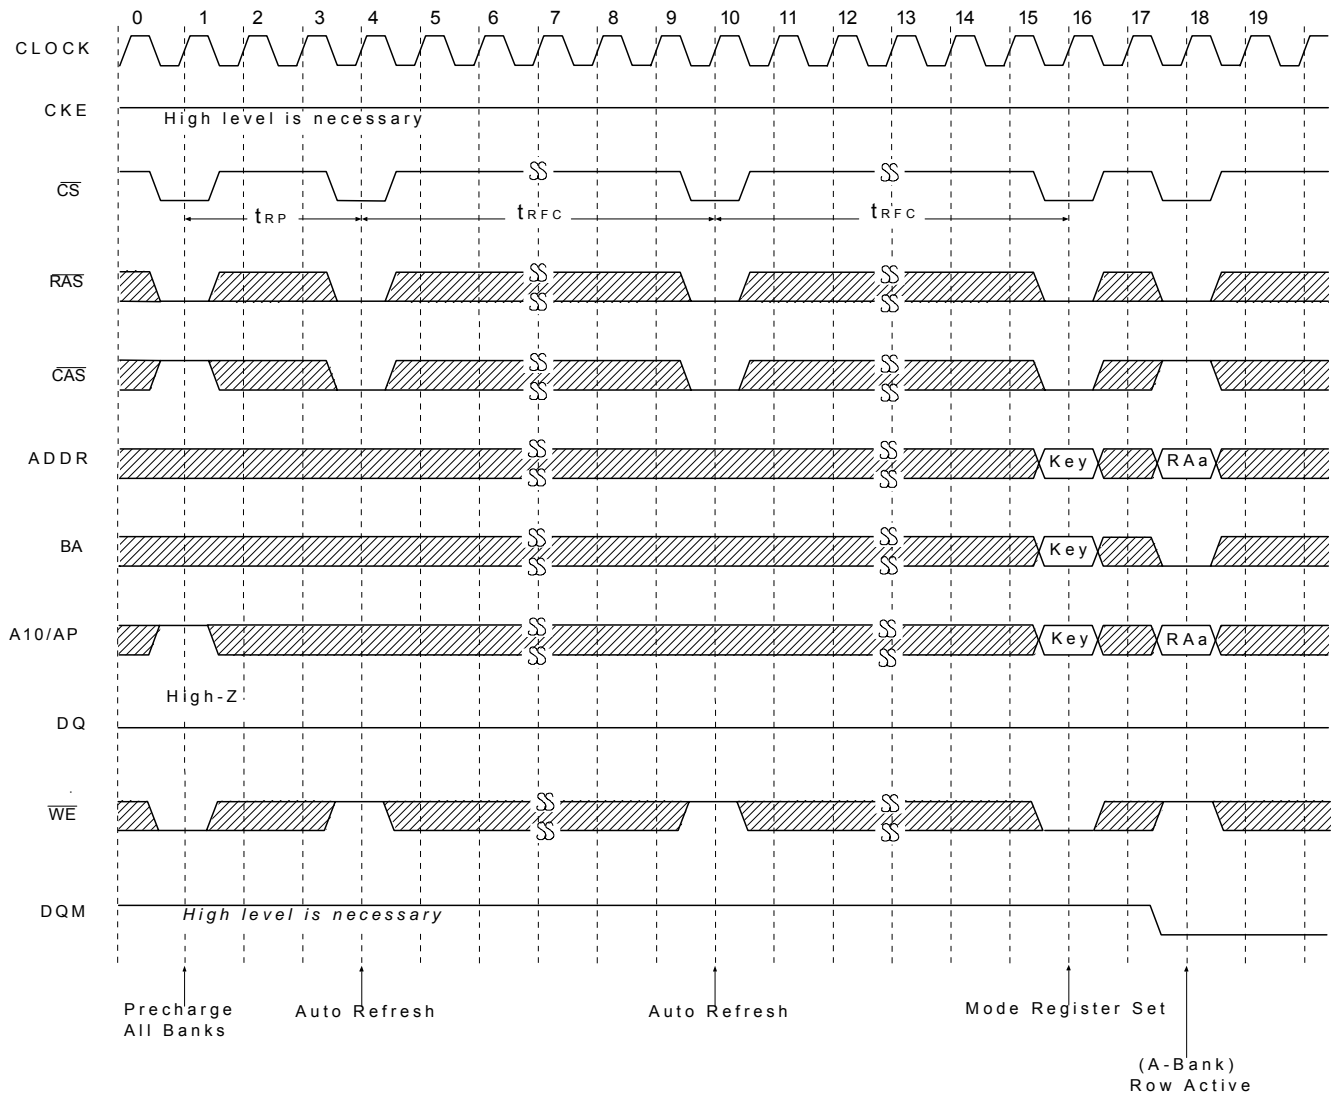 0 1 2 3 4 5 6 7 8 9 10 11 12 13 14 15 16 17 18 19
CLOCK
CKE
High level is necessary
CS
tRP tRFC tRFC
RAS
CAS
ADDR Key RAa
BA Key
A10/AP Key RAa
High-Z
DQ
WE
DQM High level is necessary
Precharge
All Banks
Auto Refresh
Auto Refresh
Mode Register Set
(A-Bank)
Row Active